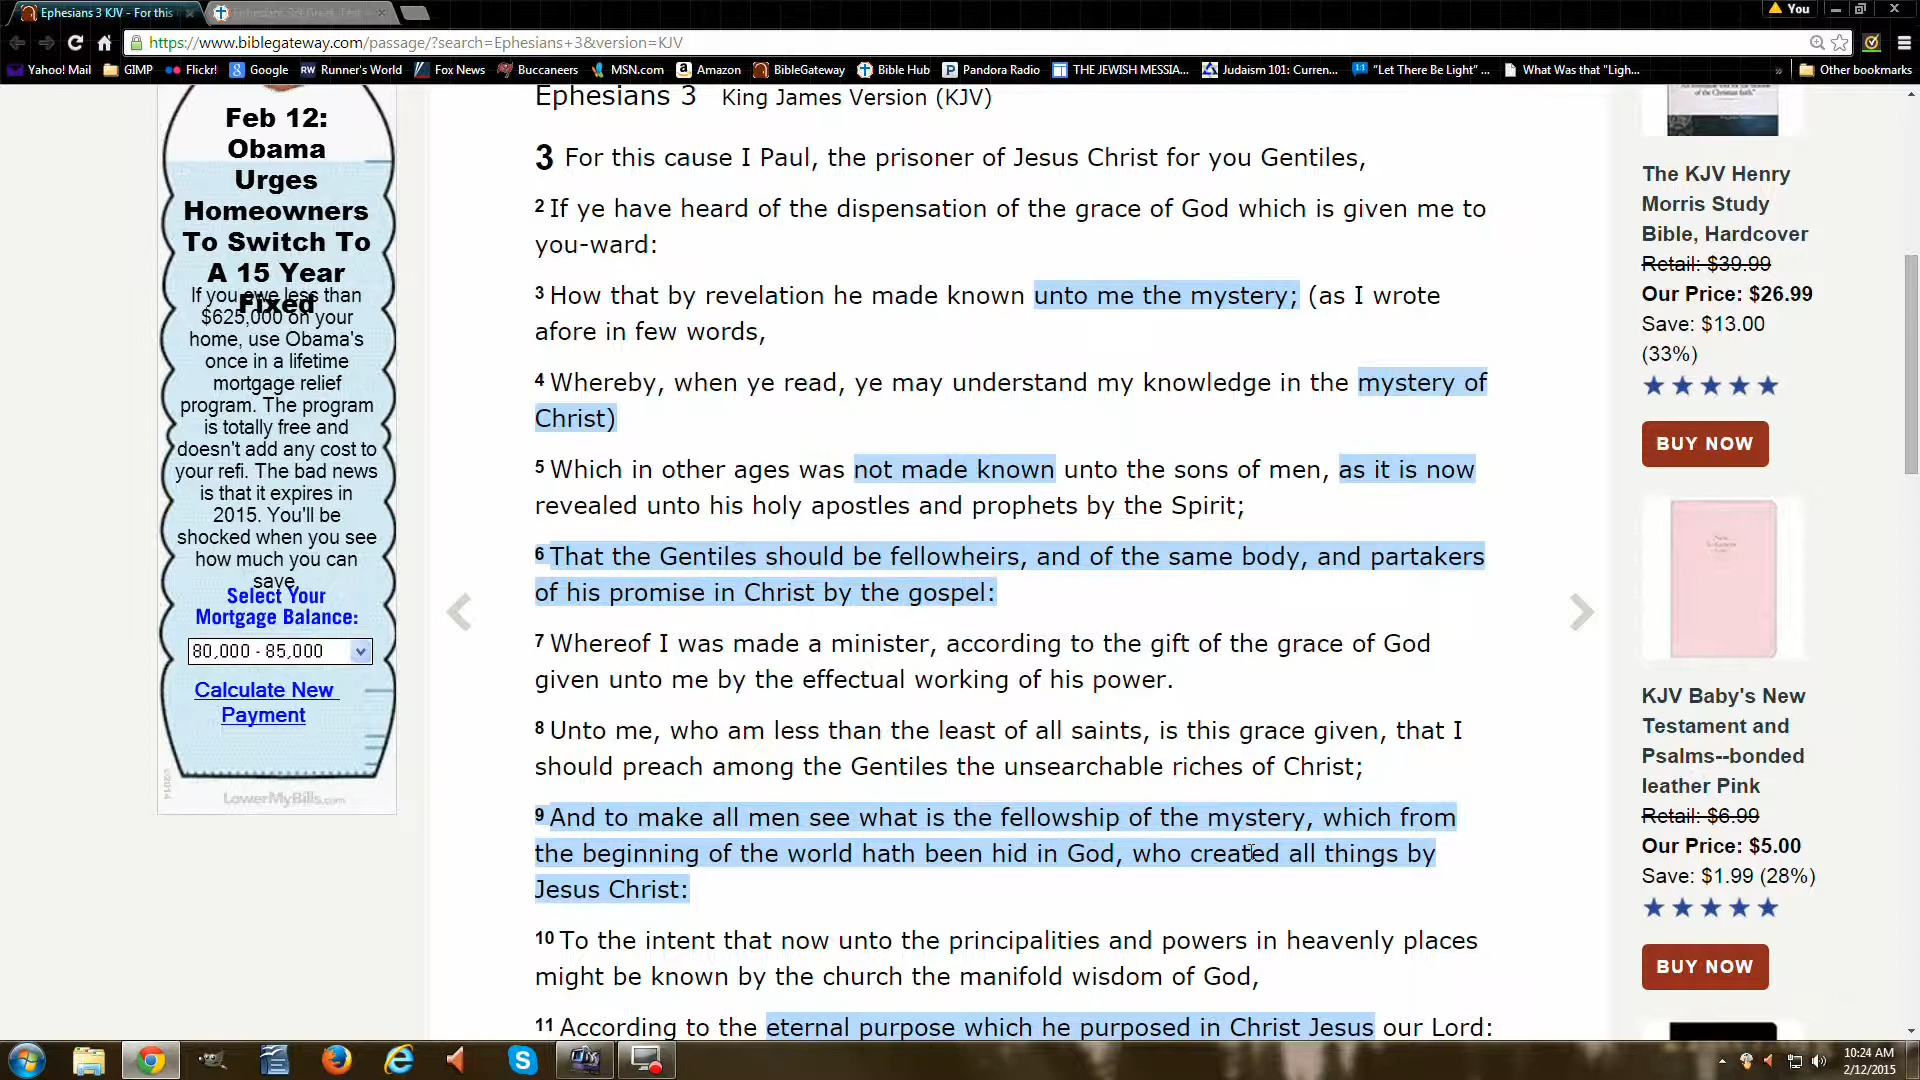 Ephesians 3 KJV - For this
Ephesians 3:9 Greek Text
You
https://www.biblegateway.com/passage/?search=Ephesians+3&version=KJV
Yahoo! Mail GIMP Flickr! Google RW Runner's World Fox News Buccaneers MSN.com Amazon BibleGateway Bible Hub Pandora Radio THE JEWISH MESSIA... Judaism 101: Curren... "Let There Be Light" ... What Was that "Ligh... » Other bookmarks
Feb 12:
Obama
Urges
Homeowners
To Switch To
A 15 Year
Fixed
If you owe less than
$625,000 on your
home, use Obama's
once in a lifetime
mortgage relief
program. The program
is totally free and
doesn't add any cost to
your refi. The bad news
is that it expires in
2015. You'll be
shocked when you see
how much you can
save.
Select Your
Mortgage Balance:
80,000 - 85,000
Calculate New
Payment
©2014
LowerMyBills.com
Ephesians 3 King James Version (KJV)
3 For this cause I Paul, the prisoner of Jesus Christ for you Gentiles,
2 If ye have heard of the dispensation of the grace of God which is given me to
you-ward:
3 How that by revelation he made known unto me the mystery; (as I wrote
afore in few words,
4 Whereby, when ye read, ye may understand my knowledge in the mystery of
Christ)
5 Which in other ages was not made known unto the sons of men, as it is now
revealed unto his holy apostles and prophets by the Spirit;
6 That the Gentiles should be fellowheirs, and of the same body, and partakers
of his promise in Christ by the gospel:
7 Whereof I was made a minister, according to the gift of the grace of God
given unto me by the effectual working of his power.
8 Unto me, who am less than the least of all saints, is this grace given, that I
should preach among the Gentiles the unsearchable riches of Christ;
9 And to make all men see what is the fellowship of the mystery, which from
the beginning of the world hath been hid in God, who created all things by
Jesus Christ:
10 To the intent that now unto the principalities and powers in heavenly places
might be known by the church the manifold wisdom of God,
11 According to the eternal purpose which he purposed in Christ Jesus our Lord:
The KJV Henry
Morris Study
Bible, Hardcover
Retail: $39.99
Our Price: $26.99
Save: $13.00
(33%)
BUY NOW
KJV Baby's New
Testament and
Psalms--bonded
leather Pink
Retail: $6.99
Our Price: $5.00
Save: $1.99 (28%)
BUY NOW
10:24 AM
2/12/2015